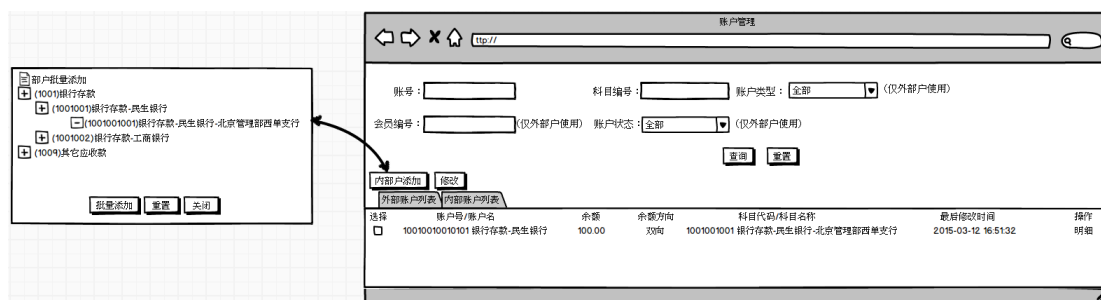 部户批量添加
(1001)银行存款
(1001001)银行存款-民生银行
(1001001001)银行存款-民生银行-北京管理部西单支行
(1001002)银行存款-工商银行
(1009)其它应收款
批量添加 重置 关闭
账户管理
ttp://
账号： 科目编号： 账户类型： 全部 (仅外部户使用)
会员编号： (仅外部户使用) 账户状态： 全部 (仅外部户使用)
查询 重置
内部户添加 修改
外部账户列表 内部账户列表
选择 账户号/账户名 余额 余额方向 科目代码/科目名称 最后修改时间 操作
10010010010101 银行存款-民生银行 100.00 双向 1001001001 银行存款-民生银行-北京管理部西单支行 2015-03-12 16:51:32 明细